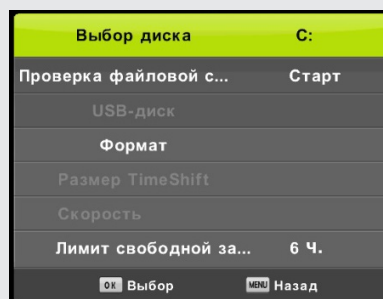 Выбор диска C:
Проверка файловой с... Старт
USB-диск
Формат
Размер TimeShift
Скорость
Лимит свободной за... 6 Ч.
OK Выбор MENU Назад